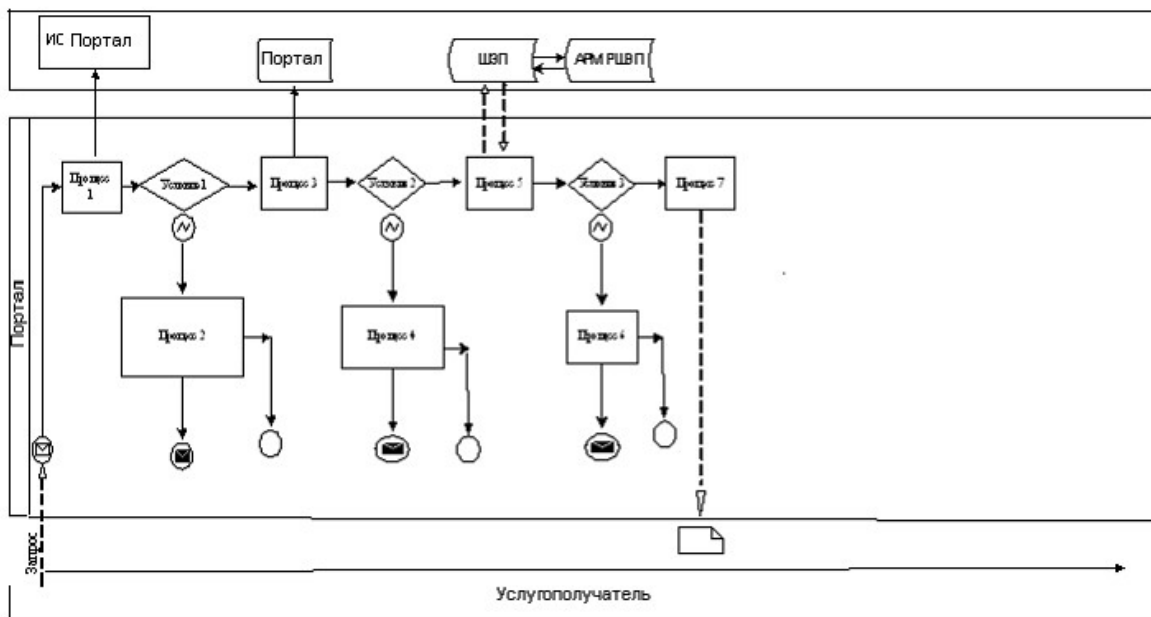 ИС Портал
Портал
ШЭП
АРМ РШЭП
Процесс
1
Условие 1
Процесс 3
Условие 2
Процесс 5
Условие 3
Процесс 7
Процесс 2
Процесс 4
Процесс 6
Портал
Запрос
Услугополучатель